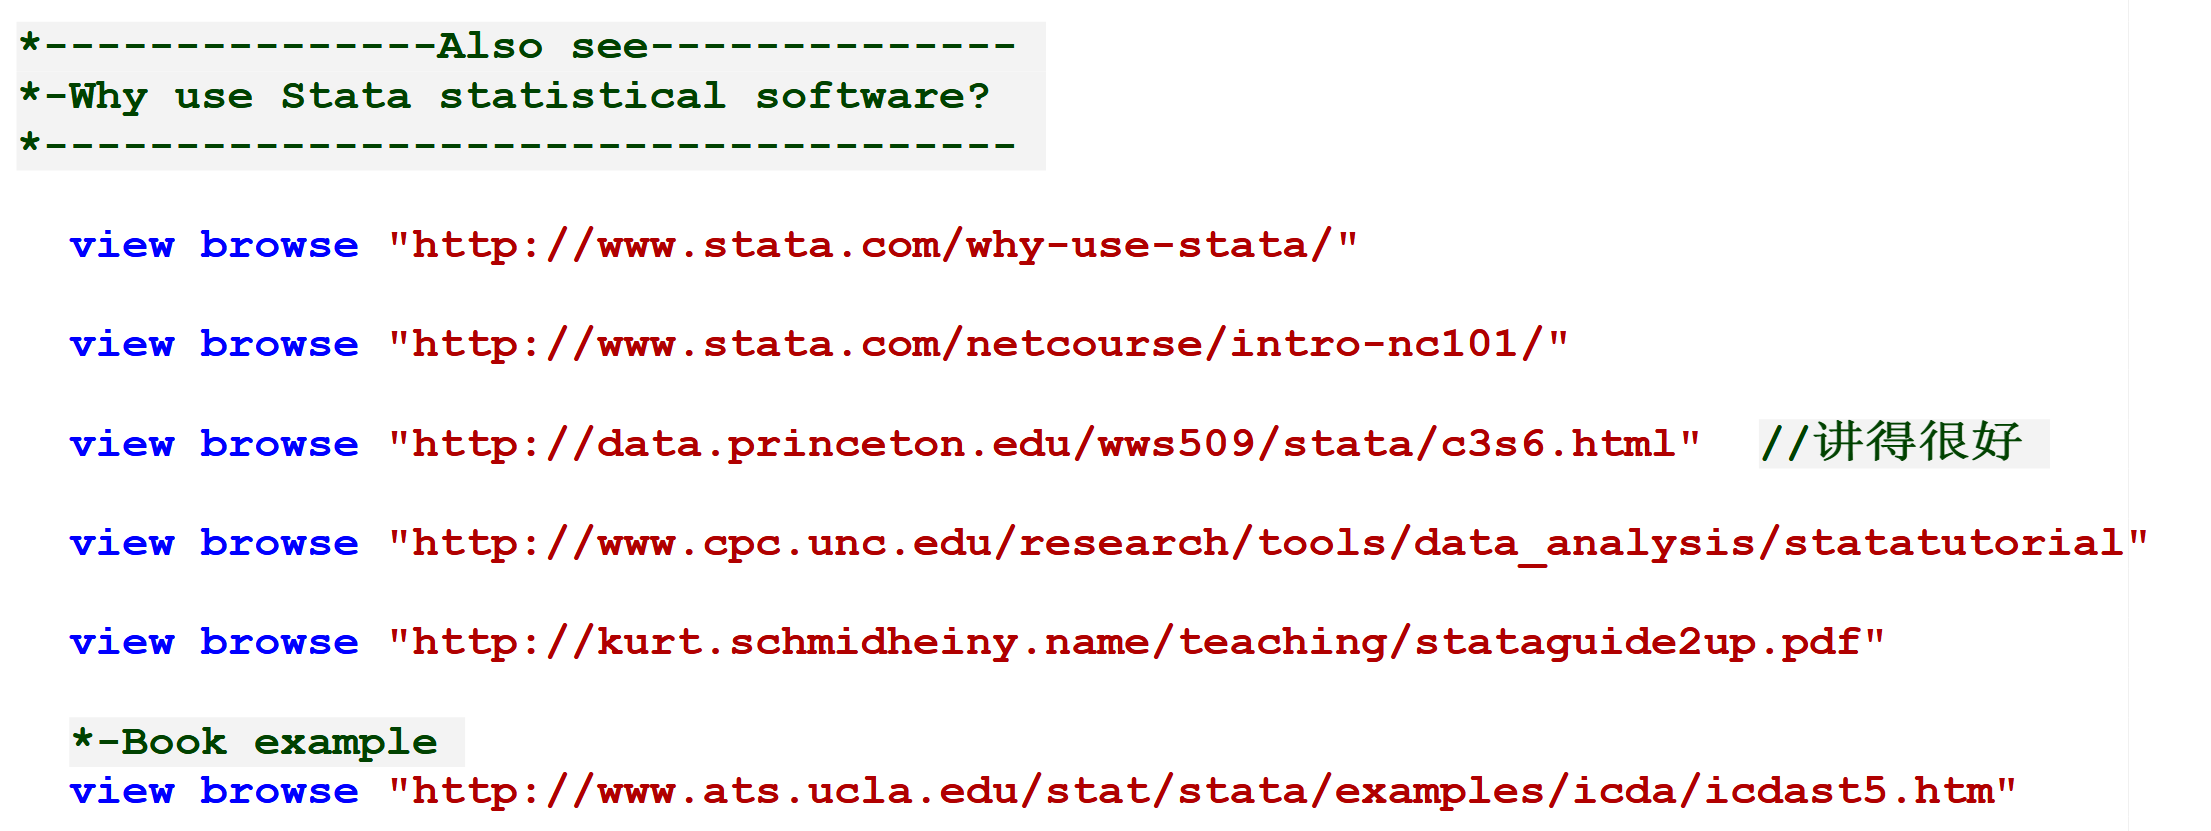 *---------------Also see--------------
*-Why use Stata statistical software?
*-------------------------------------
view browse "http://www.stata.com/why-use-stata/"
view browse "http://www.stata.com/netcourse/intro-nc101/"
view browse "http://data.princeton.edu/wws509/stata/c3s6.html"  //讲得很好
view browse "http://www.cpc.unc.edu/research/tools/data_analysis/statatutorial"
view browse "http://kurt.schmidheiny.name/teaching/stataguide2up.pdf"
*-Book example
view browse "http://www.ats.ucla.edu/stat/stata/examples/icda/icdast5.htm"